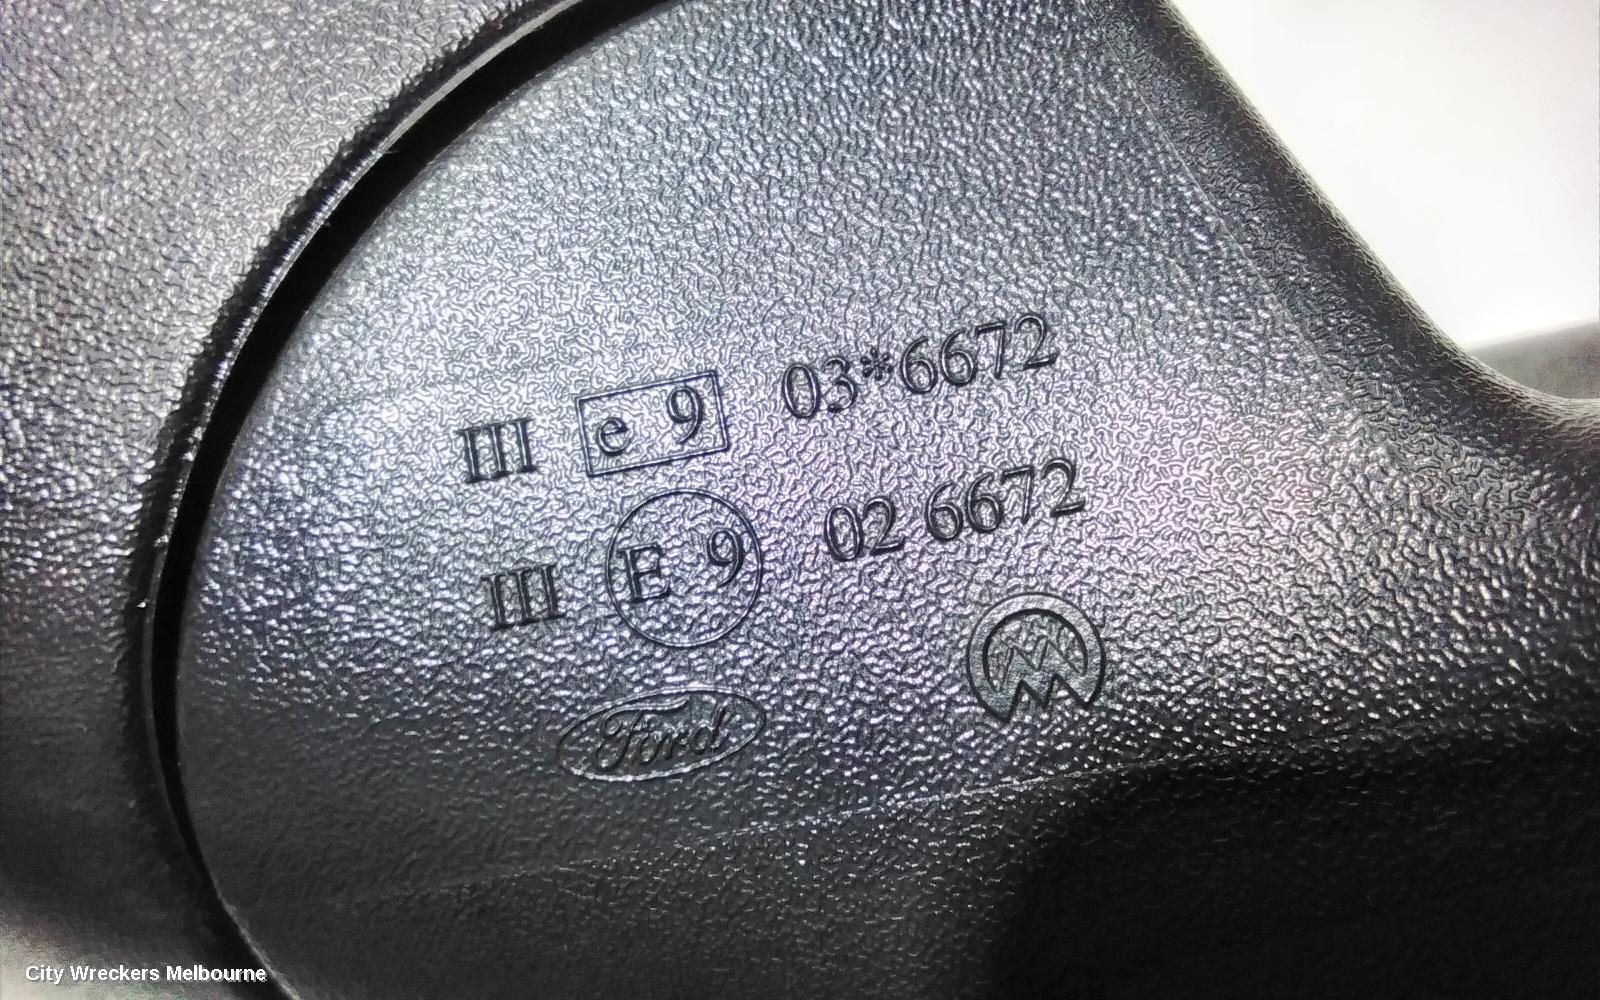 III e 9 03*6672
III E 9 02 6672
Ford
City Wreckers Melbourne